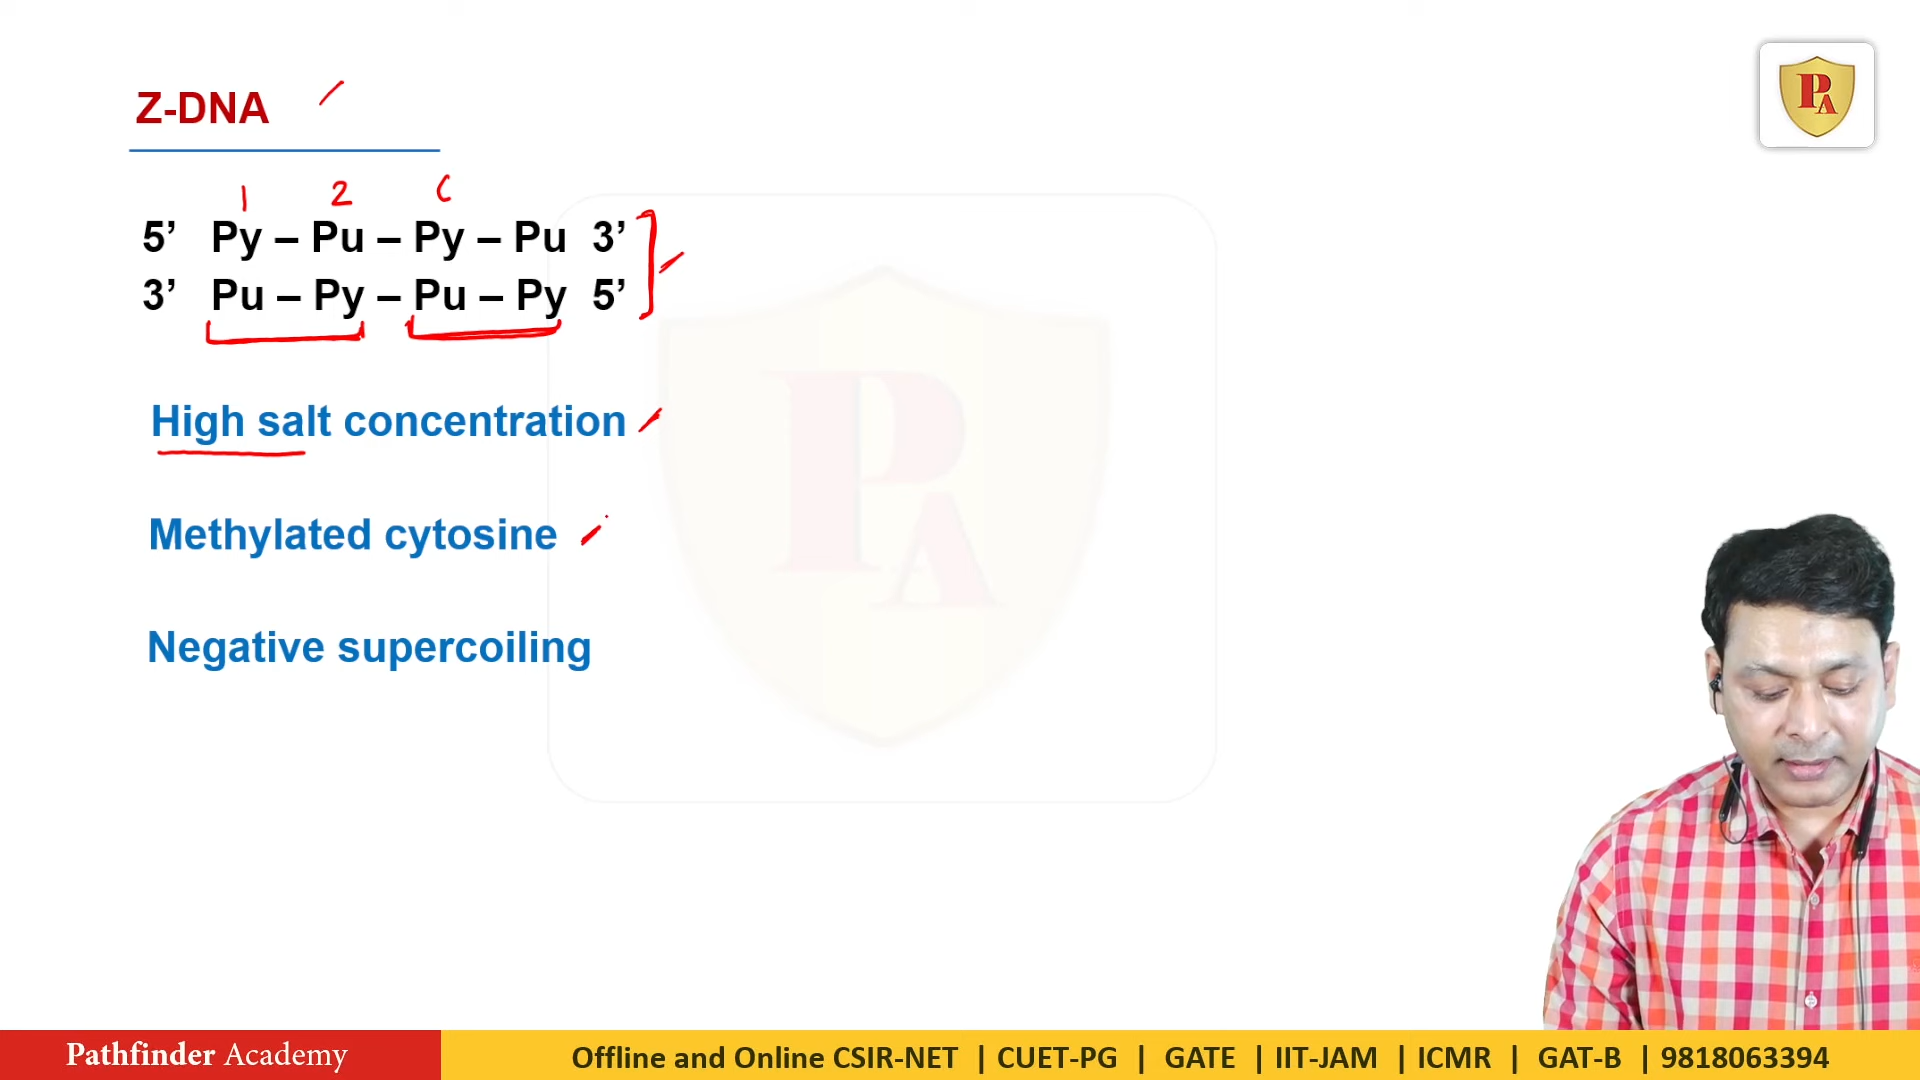 Z-DNA
1 2 C
5’ Py – Pu – Py – Pu 3’
3’ Pu – Py – Pu – Py 5’
High salt concentration
Methylated cytosine
Negative supercoiling
PA
PA
Pathfinder Academy
Offline and Online CSIR-NET | CUET-PG | GATE | IIT-JAM | ICMR | GAT-B | 9818063394